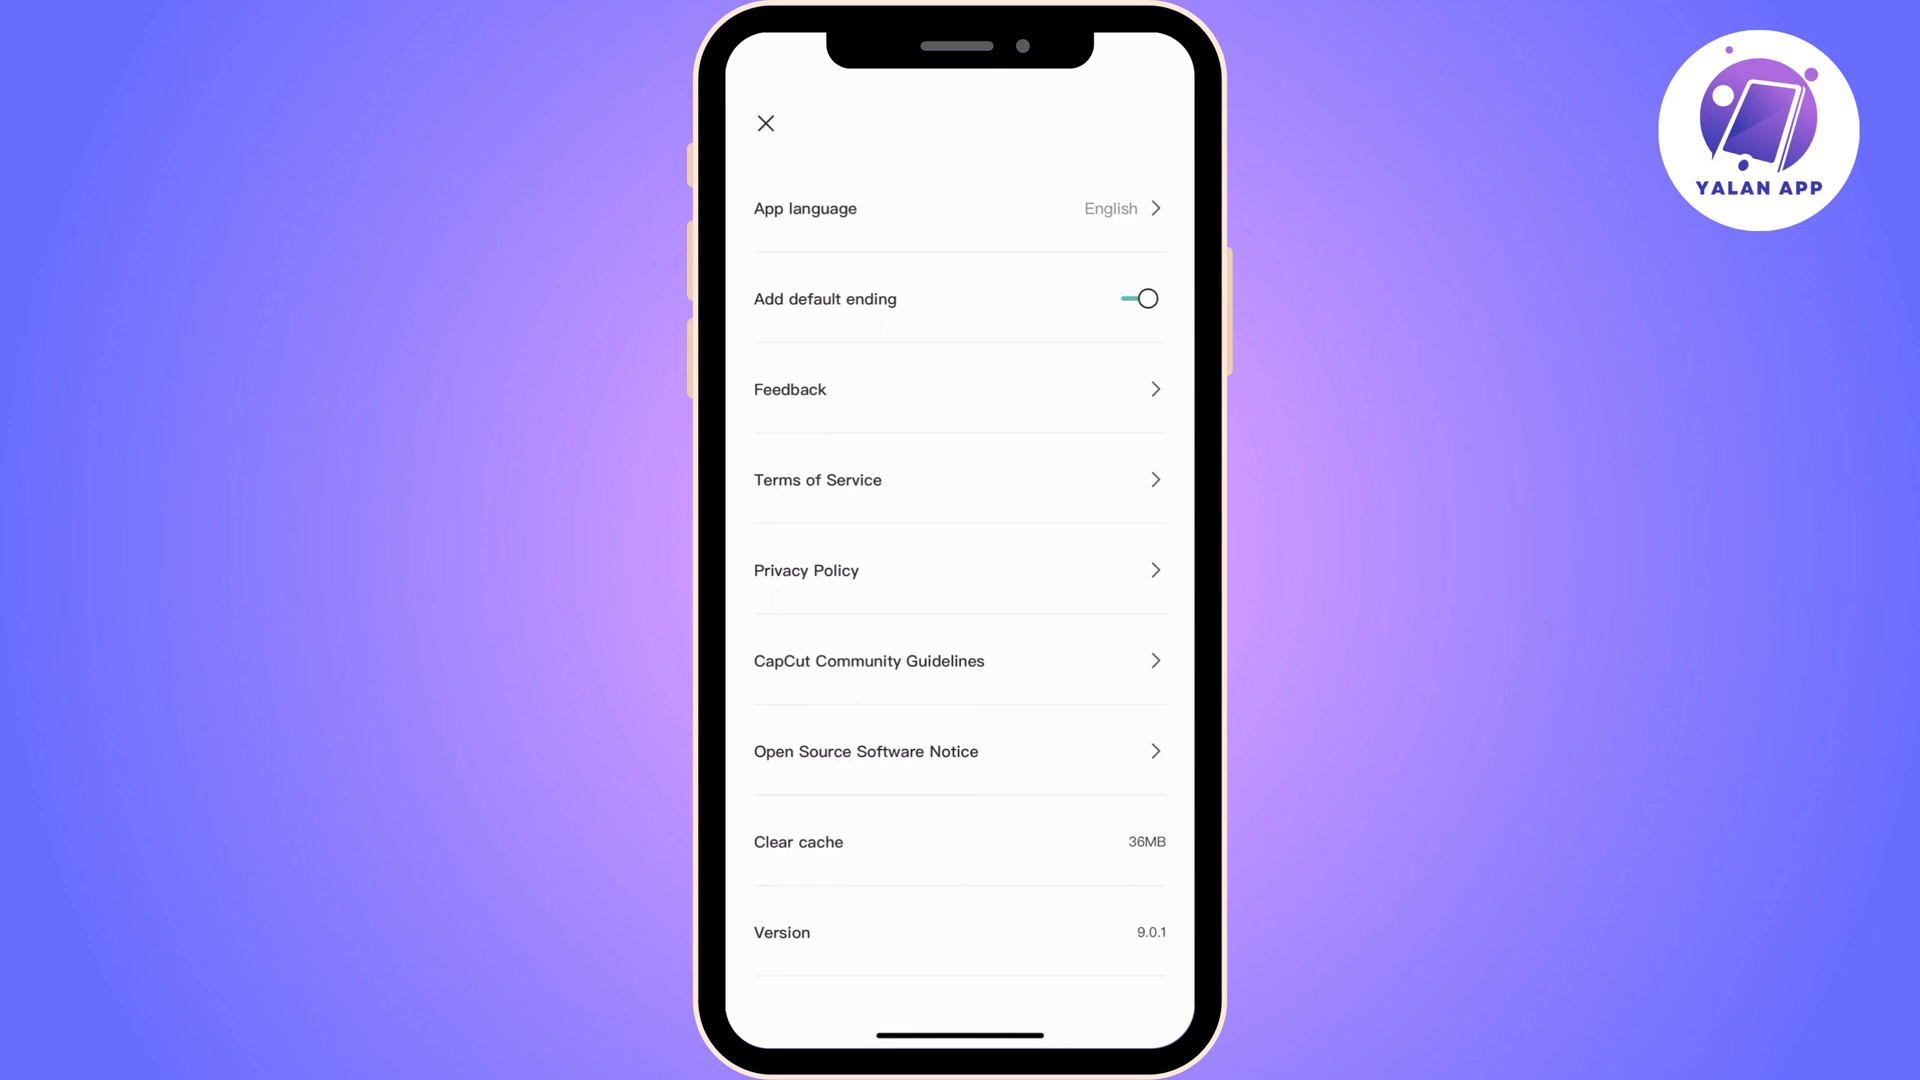 YALAN APP
App language English
Add default ending
Feedback
Terms of Service
Privacy Policy
CapCut Community Guidelines
Open Source Software Notice
Clear cache 36MB
Version 9.0.1